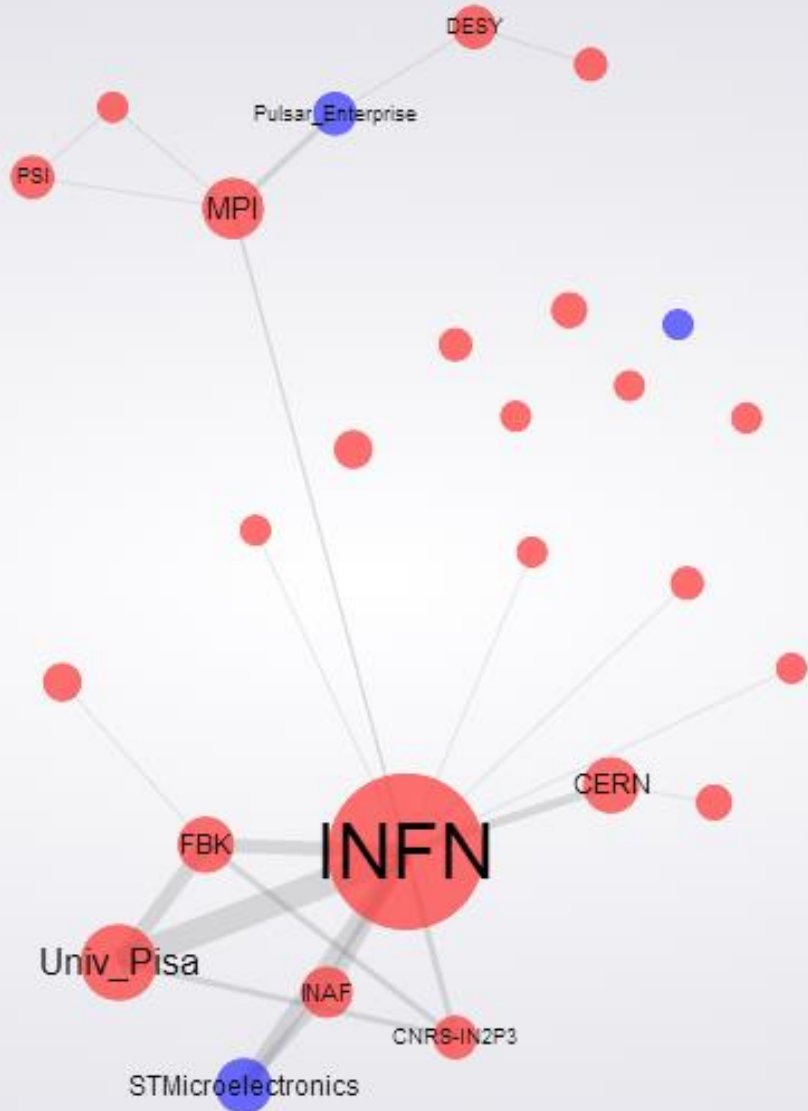 DESY
Pulsar_Enterprise
PSI
MPI
CERN
FBK
INFN
Univ_Pisa
INAF
CNRS-IN2P3
STMicroelectronics